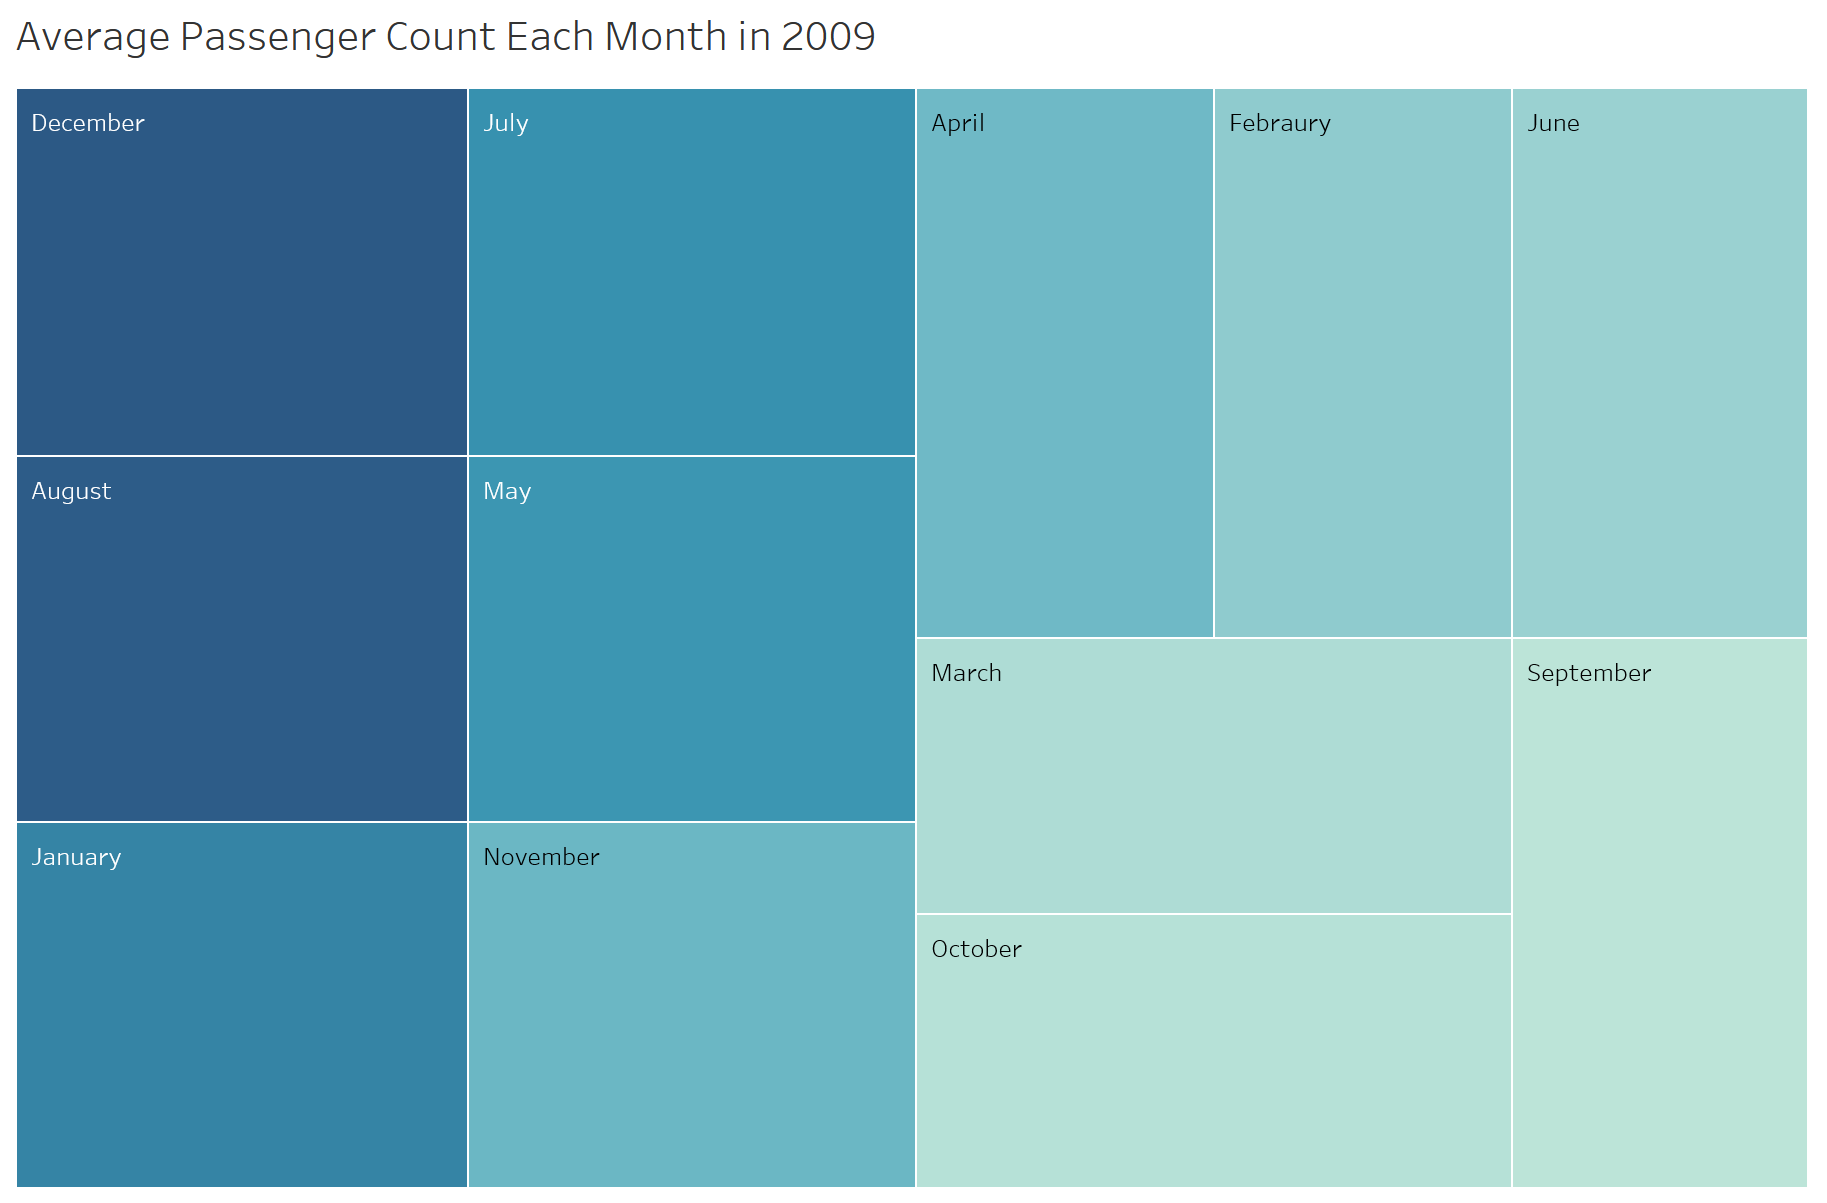 Average Passenger Count Each Month in 2009
December
July
April
Febraury
June
August
May
March
September
January
November
October